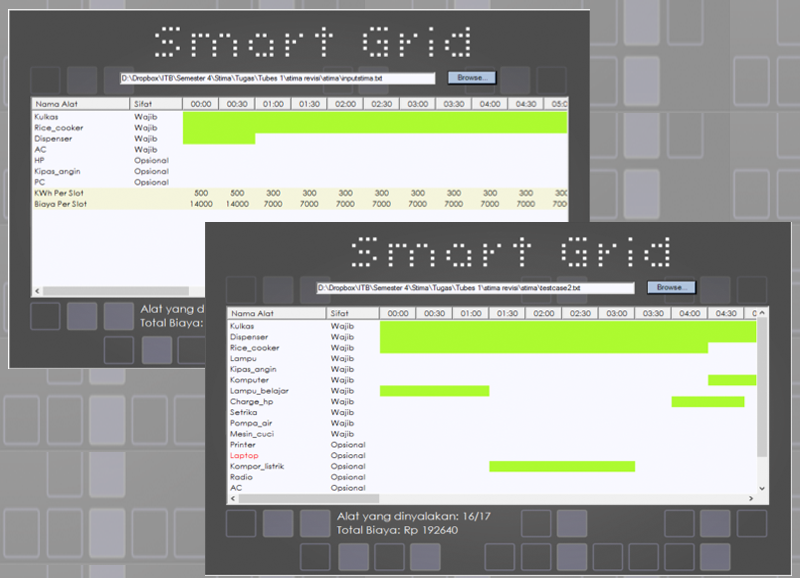 Smart Grid
D:\Dropbox\ITB\Semester 4\Stima\Tugas\Tubes 1\atima revisi\atima\inputatima.txt Browse...
Nama Alat Sifat 00:00 00:30 01:00 01:30 02:00 02:30 03:00 03:30 04:00 04:30 05:0
Kulkas Wajib
Rice_cooker Wajib
Dispenser Wajib
AC Wajib
HP Opsional
Kipas_angin Opsional
PC Opsional
KWh Per Slot 500 500 300 300 300 300 300 300 300 300 300
Biaya Per Slot 14000 14000 7000 7000 7000 7000 7000 7000 7000 7000 700
Alat yang d
Total Biaya:
Smart Grid
D:\Dropbox\ITB\Semester 4\Stima\Tugas\Tubes 1\atima revisi\atima\testcase2.txt Browse...
Nama Alat Sifat 00:00 00:30 01:00 01:30 02:00 02:30 03:00 03:30 04:00 04:30 0
Kulkas Wajib
Dispenser Wajib
Rice_cooker Wajib
Lampu Wajib
Kipas_angin Wajib
Komputer Wajib
Lampu_belajar Wajib
Charge_hp Wajib
Setrika Wajib
Pompa_air Wajib
Mesin_cuci Wajib
Printer Opsional
Laptop Opsional
Kompor_listrik Opsional
Radio Opsional
AC Opsional
Alat yang dinyalakan: 16/17
Total Biaya: Rp 192640